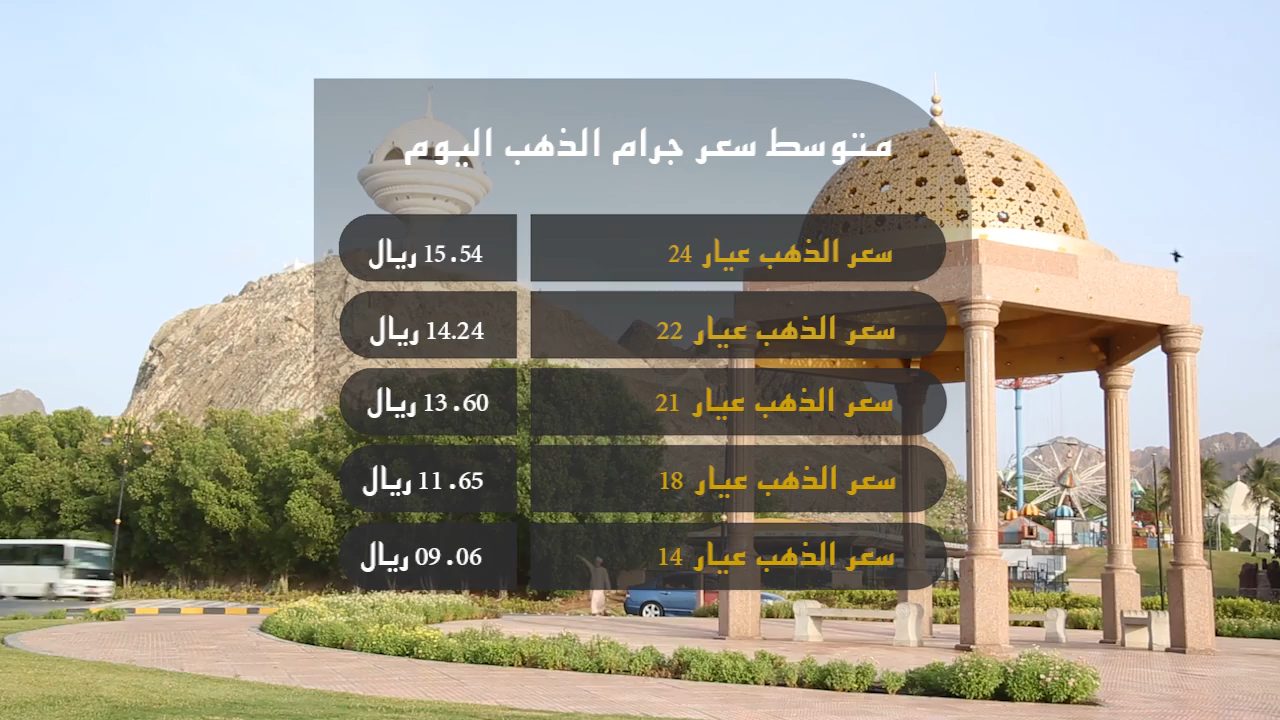 متوسط سعر جرام الذهب اليوم
سعر الذهب عيار 24 15.54 ريال
سعر الذهب عيار 22 14.24 ريال
سعر الذهب عيار 21 13.60 ريال
سعر الذهب عيار 18 11.65 ريال
سعر الذهب عيار 14 09.06 ريال